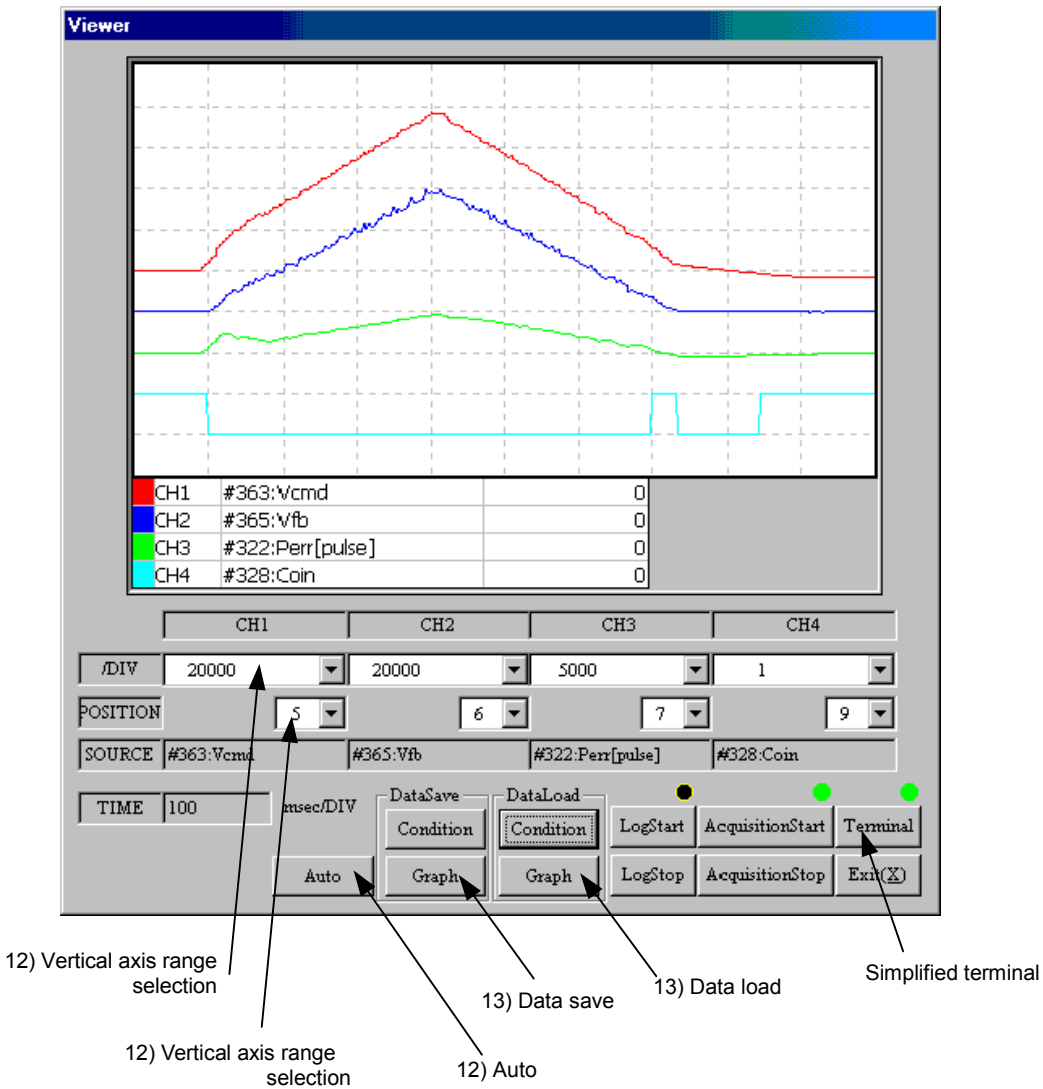 Viewer
CH1 #363:Vcmd 0
CH2 #365:Vfb 0
CH3 #322:Perr[pulse] 0
CH4 #328:Coin 0
CH1 CH2 CH3 CH4
/DIV 20000 20000 5000 1
POSITION 5 6 7 9
SOURCE #363:Vcmd #365:Vfb #322:Perr[pulse] #328:Coin
TIME 100 msec/DIV
DataSave DataLoad
Condition Condition LogStart AcquisitionStart Terminal
Auto Graph Graph LogStop AcquisitionStop Exit(X)
12) Vertical axis range
selection
13) Data save
13) Data load
Simplified terminal
12) Vertical axis range
selection
12) Auto